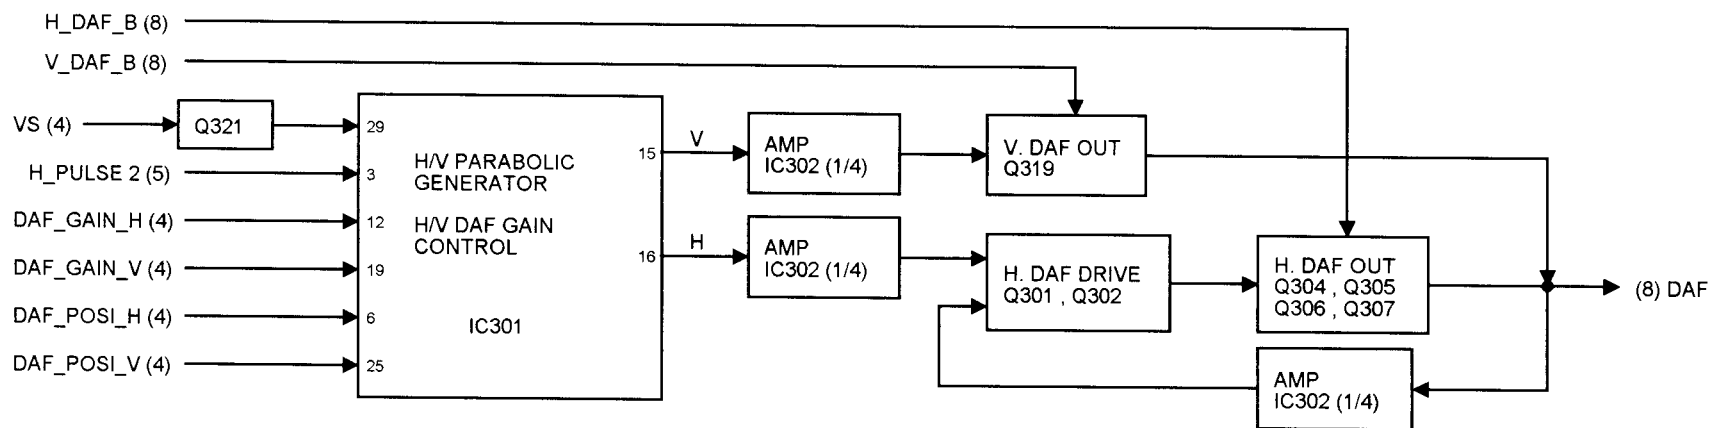 H_DAF_B (8)
V_DAF_B (8)
VS (4)
Q321
H_PULSE 2 (5)
DAF_GAIN_H (4)
DAF_GAIN_V (4)
DAF_POSI_H (4)
DAF_POSI_V (4)
29
3
12
19
6
25
H/V PARABOLIC
GENERATOR
H/V DAF GAIN
CONTROL
IC301
15
16
V
H
AMP
IC302 (1/4)
AMP
IC302 (1/4)
V. DAF OUT
Q319
H. DAF DRIVE
Q301 , Q302
H. DAF OUT
Q304 , Q305
Q306 , Q307
AMP
IC302 (1/4)
(8) DAF